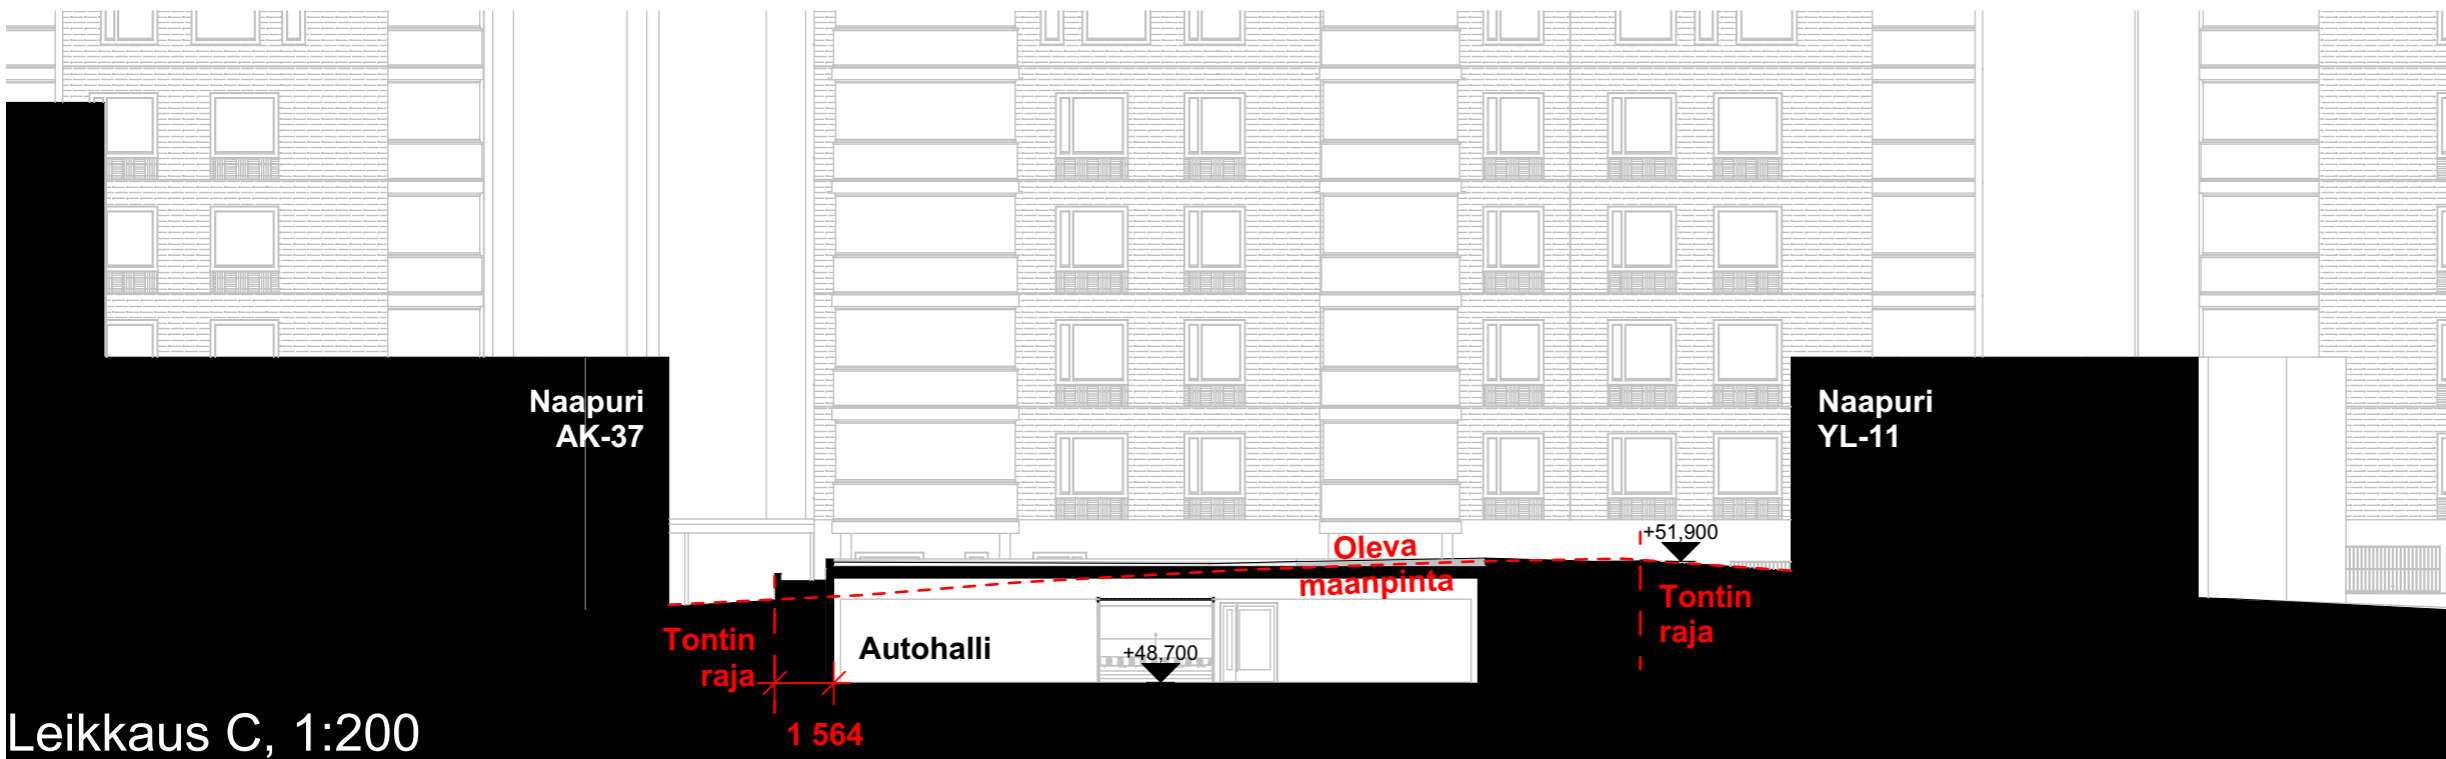 Naapuri
AK-37
Naapuri
YL-11
+51,900
Oleva
maanpinta
Tontin
raja
Tontin
raja
Autohalli
+48,700
1 564
Leikkaus C, 1:200